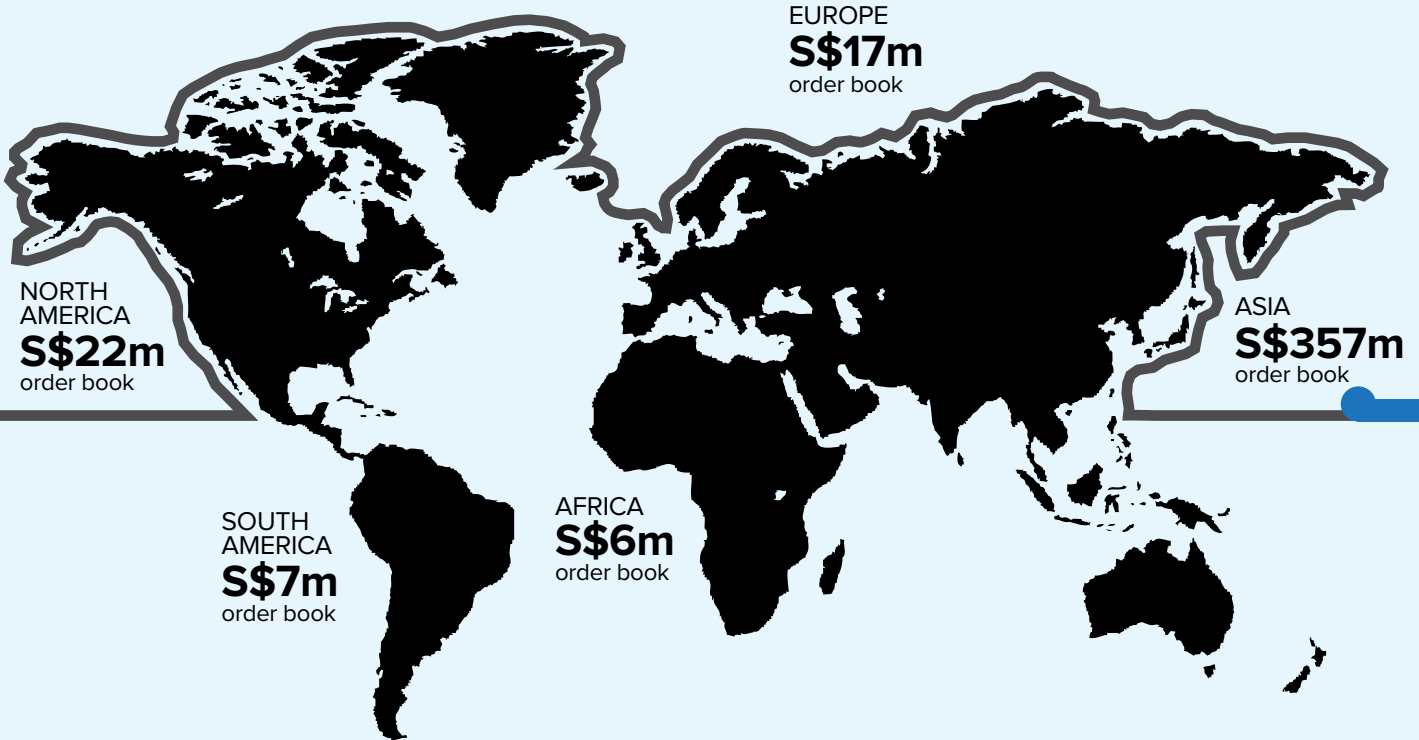 EUROPE
S$17m
order book
NORTH
AMERICA
S$22m
order book
ASIA
S$357m
order book
SOUTH
AMERICA
S$7m
order book
AFRICA
S$6m
order book